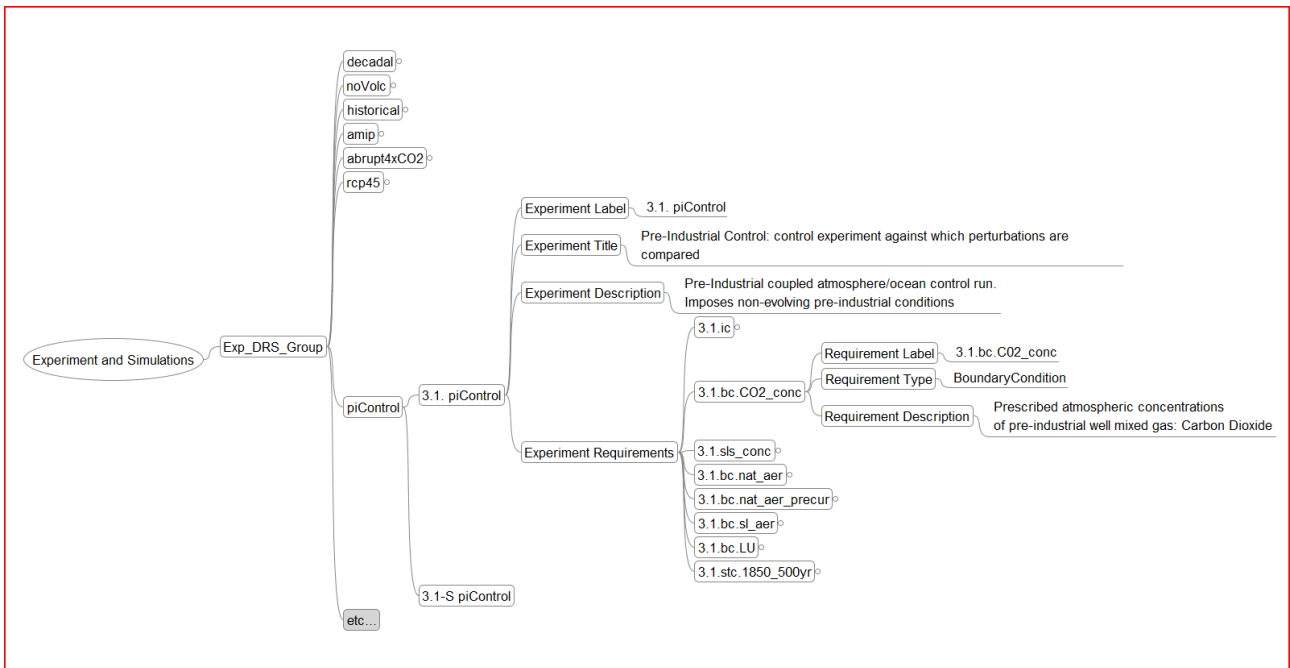 decadal
noVolc
historical
amip
abrupt4xCO2
rcp45
Experiment Label
3.1. piControl
Experiment Title
Pre-Industrial Control: control experiment against which perturbations are
compared
Experiment Description
Pre-Industrial coupled atmosphere/ocean control run.
Imposes non-evolving pre-industrial conditions
3.1.ic
Experiment and Simulations
Exp_DRS_Group
Requirement Label
3.1.bc.C02_conc
Requirement Type
BoundaryCondition
piControl
3.1. piControl
3.1.bc.CO2_conc
Requirement Description
Prescribed atmospheric concentrations
of pre-industrial well mixed gas: Carbon Dioxide
Experiment Requirements
3.1.sls_conc
3.1.bc.nat_aer
3.1.bc.nat_aer_precur
3.1.bc.sl_aer
3.1.bc.LU
3.1.stc.1850_500yr
3.1-S piControl
etc...